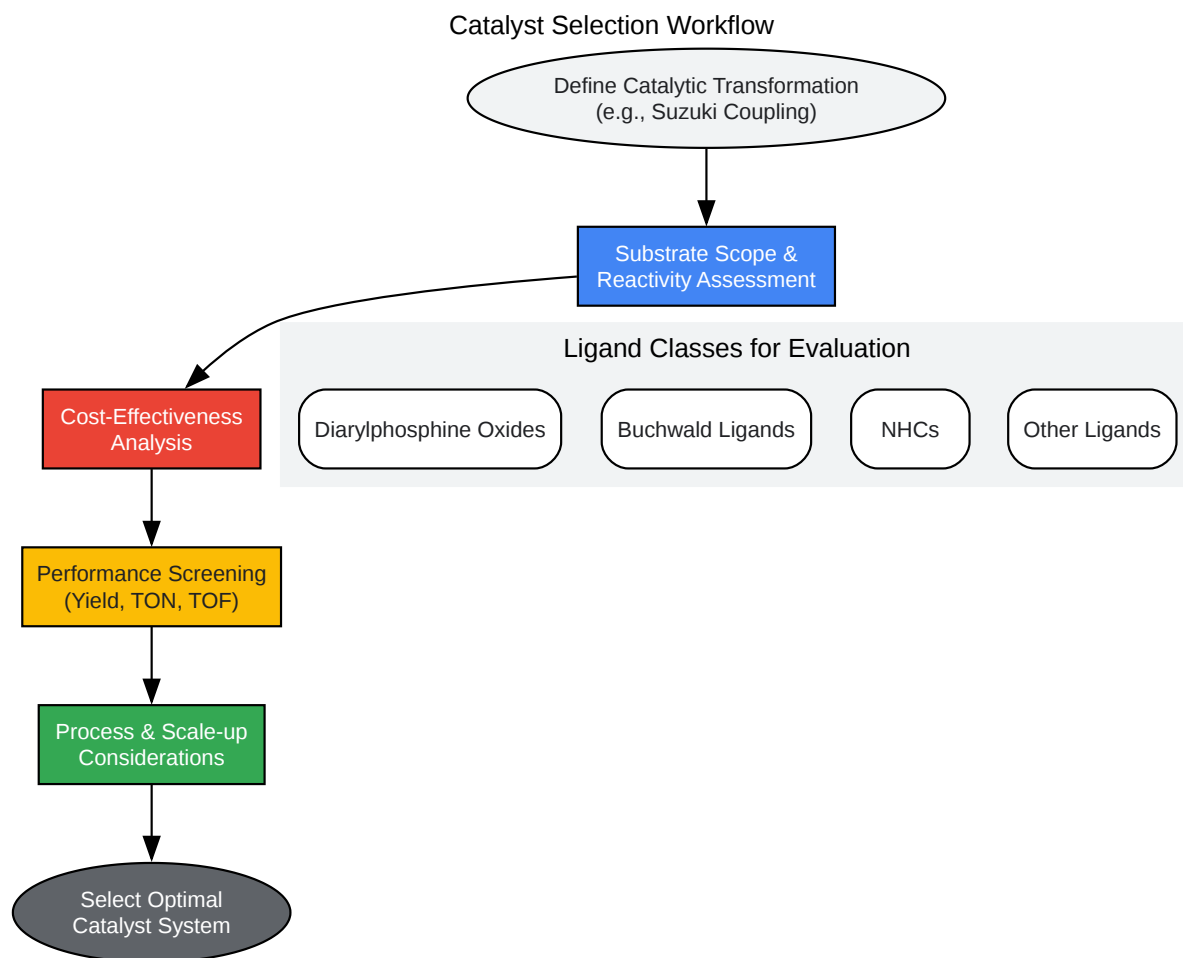 Catalyst Selection Workflow
Define Catalytic Transformation
(e.g., Suzuki Coupling)
Substrate Scope &
Reactivity Assessment
Ligand Classes for Evaluation
Cost-Effectiveness
Analysis
Diarylphosphine Oxides
Buchwald Ligands
NHCs
Other Ligands
Performance Screening
(Yield, TON, TOF)
Process & Scale-up
Considerations
Select Optimal
Catalyst System